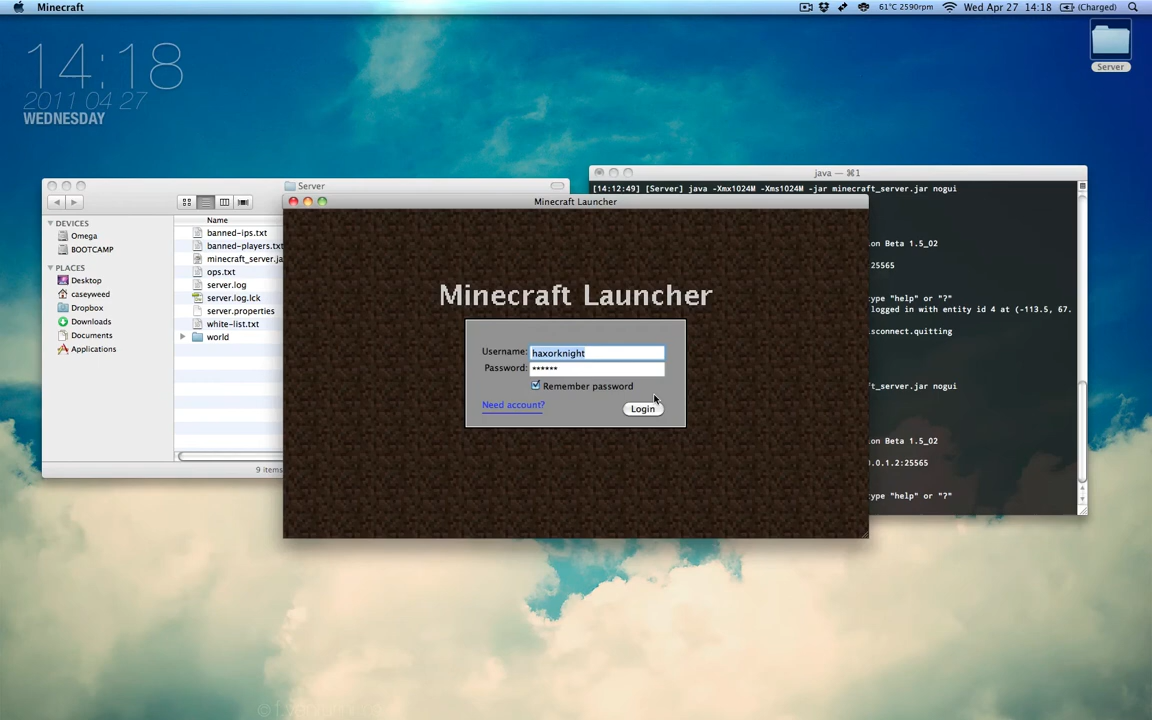 Minecraft
61°C 2590rpm
Wed Apr 27 14:18
(Charged)
14:18
2011 04 27
WEDNESDAY
Server
Server
Name
DEVICES
Omega
BOOTCAMP
PLACES
Desktop
caseyweed
Dropbox
Downloads
Documents
Applications
banned-ips.txt
banned-players.txt
minecraft_server.ja
ops.txt
server.log
server.log.lck
server.properties
white-list.txt
world
9 items
java — ⌘1
[14:12:49] [Server] java -Xmx1024M -Xms1024M -jar minecraft_server.jar nogui
on Beta 1.5_02
25565
type "help" or "?"
logged in with entity id 4 at (-113.5, 67.
sconnect.quitting
ft_server.jar nogui
on Beta 1.5_02
.0.1.2:25565
type "help" or "?"
Minecraft Launcher
Minecraft Launcher
Username: haxorknight
Password: ******
Remember password
Need account?
Login